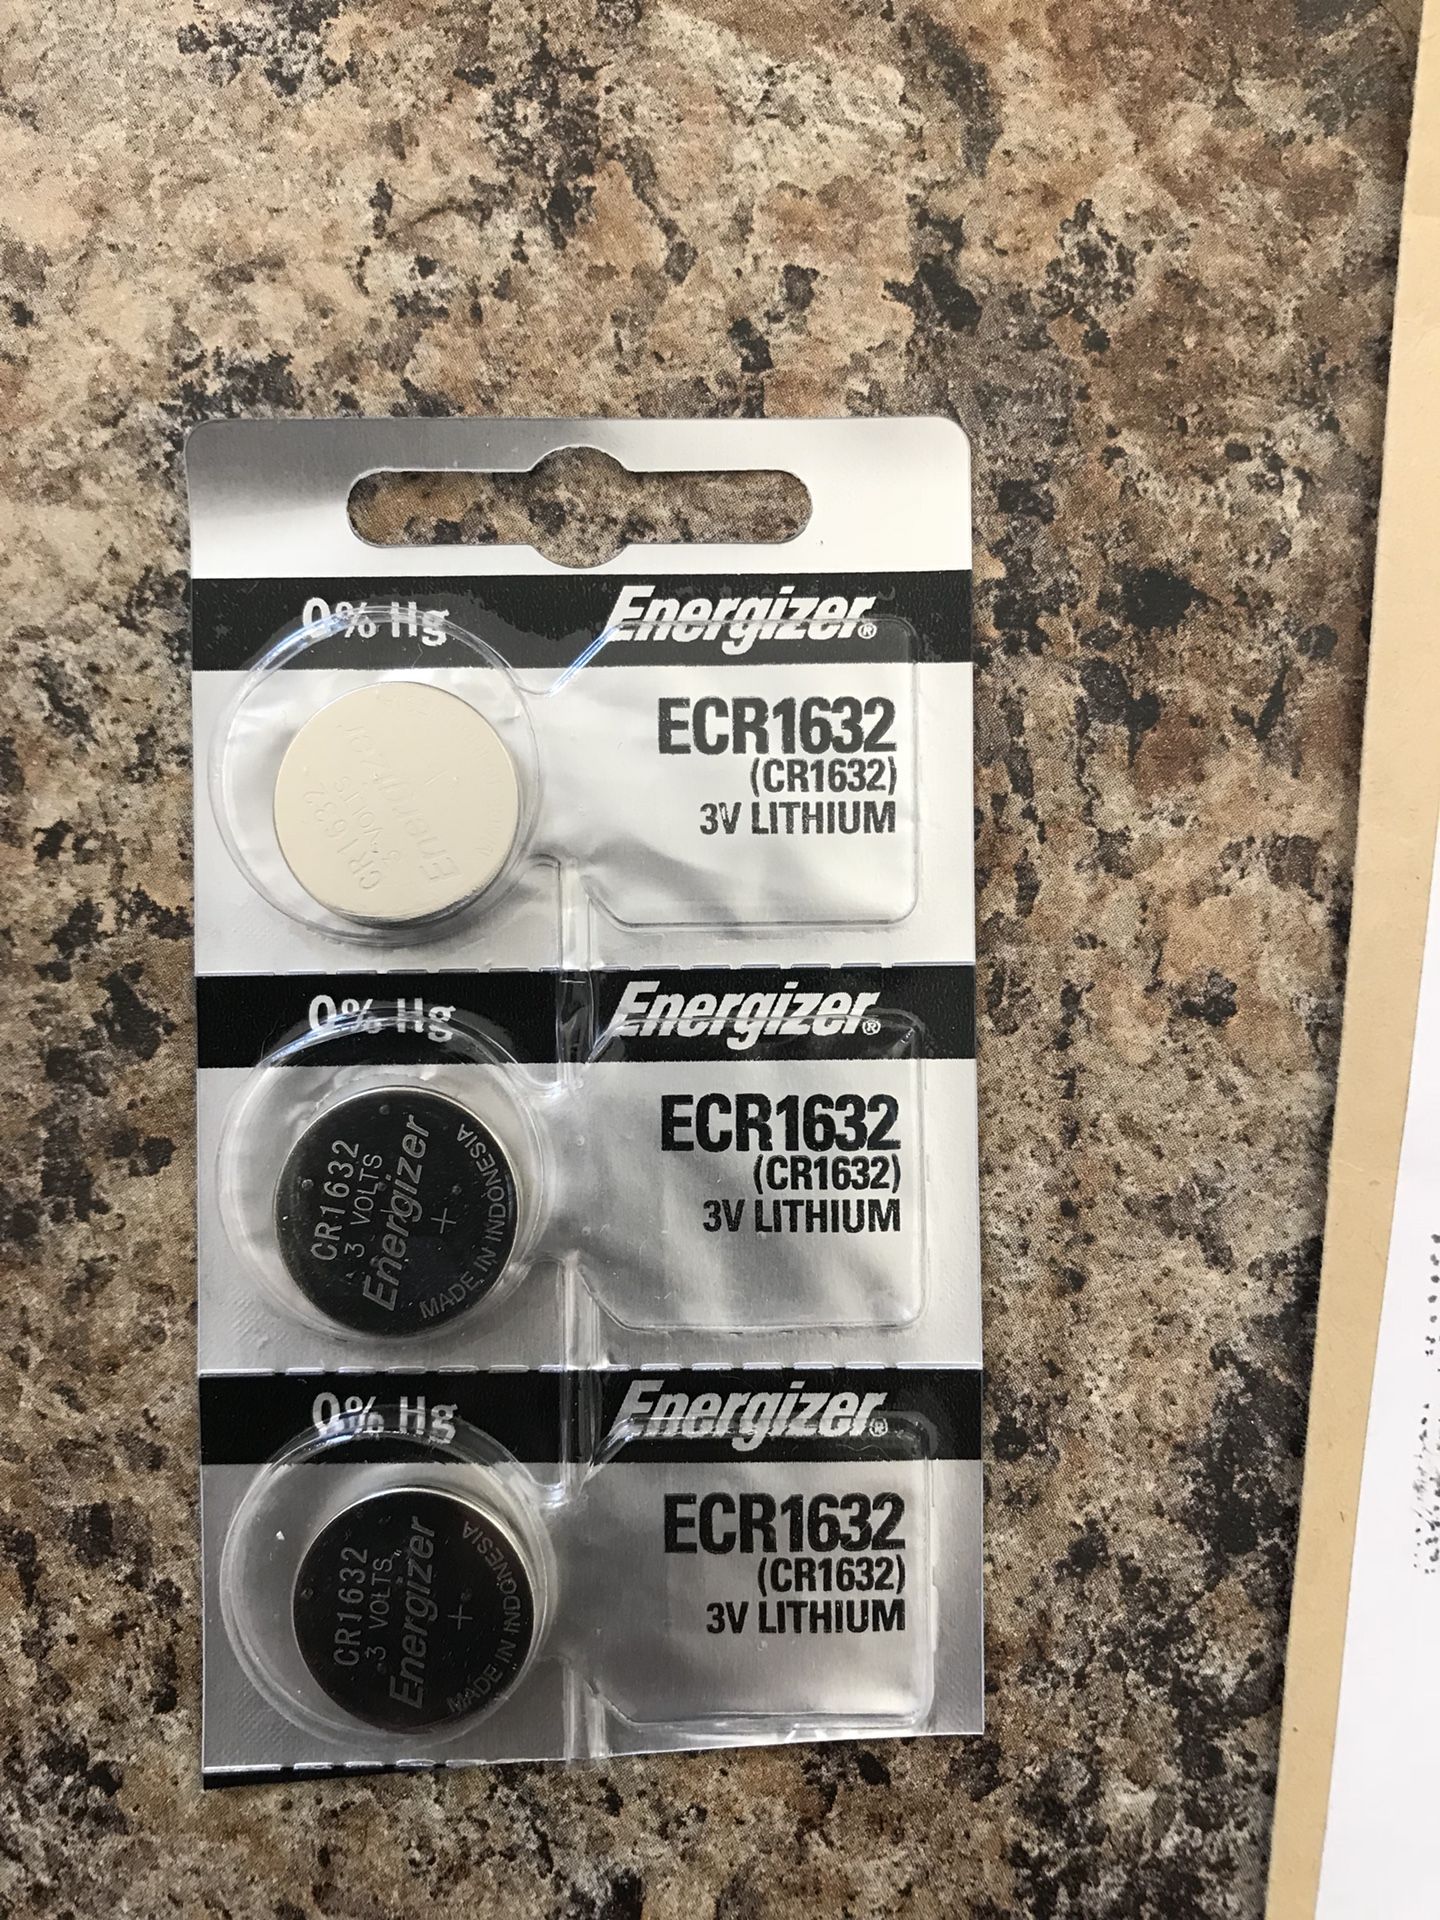 0% Hg
Energizer®
ECR1632
(CR1632)
3V LITHIUM
CR1632
3 VOLTS
Energizer
0% Hg
Energizer®
ECR1632
(CR1632)
3V LITHIUM
CR1632
3 VOLTS
Energizer
+
MADE IN INDONESIA
0% Hg
Energizer®
ECR1632
(CR1632)
3V LITHIUM
CR1632
3 VOLTS
Energizer
+
MADE IN INDONESIA